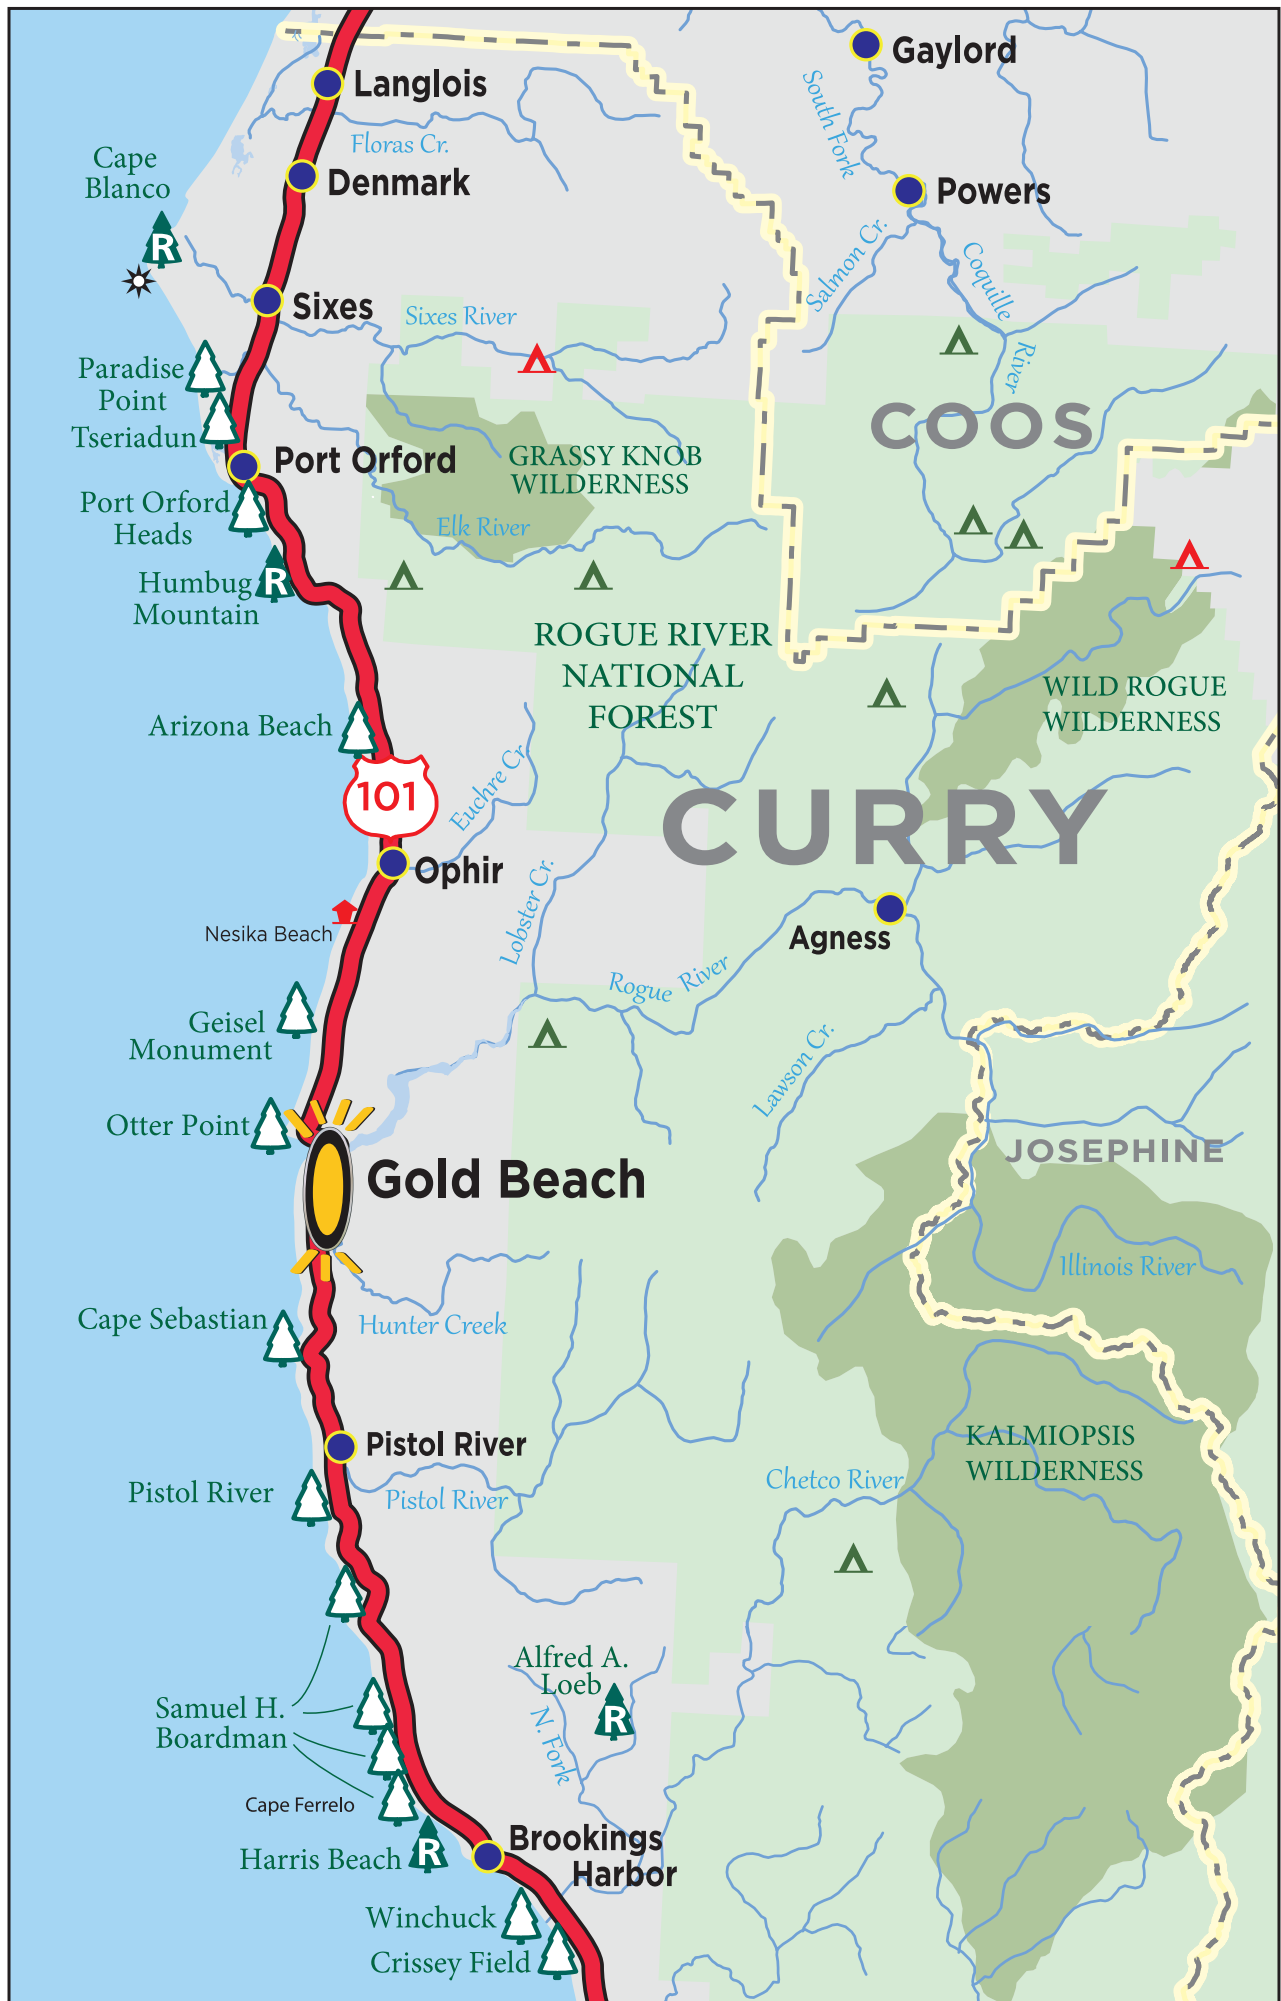 Gaylord
Langlois
South Fork
Floras Cr.
Cape
Blanco
Denmark
Powers
R
Salmon Cr.
Coquille
River
Sixes
Sixes River
Paradise
Point
Tseriadun
COOS
Port Orford
GRASSY KNOB
WILDERNESS
Port Orford
Heads
Elk River
Humbug
Mountain
R
ROGUE RIVER
NATIONAL
FOREST
WILD ROGUE
WILDERNESS
Arizona Beach
101
Euchre Cr.
CURRY
Ophir
Lobster Cr.
Nesika Beach
Agness
Rogue River
Geisel
Monument
Lawson Cr.
Otter Point
JOSEPHINE
Gold Beach
Illinois River
Cape Sebastian
Hunter Creek
Pistol River
KALMIOPSIS
WILDERNESS
Chetco River
Pistol River
Pistol River
Alfred A.
Loeb
R
N. Fork
Samuel H.
Boardman
Cape Ferrelo
Harris Beach
R
Brookings
Harbor
Winchuck
Crissey Field